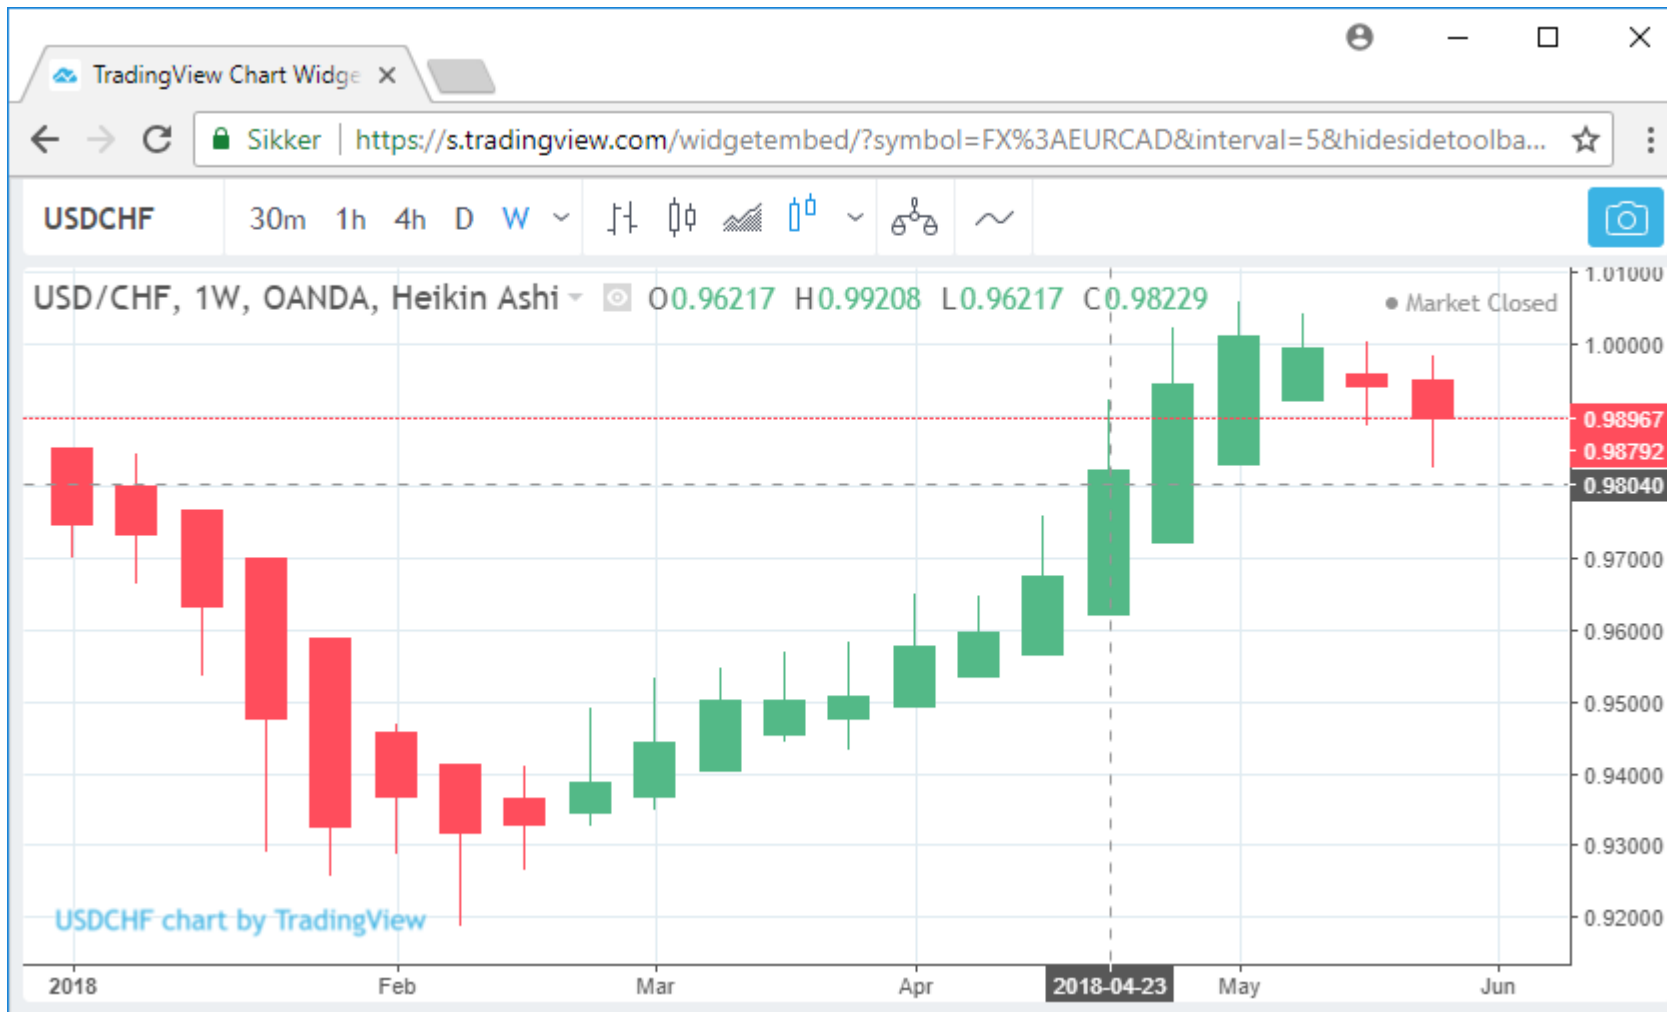 TradingView Chart Widge
Sikker https://s.tradingview.com/widgetembed/?symbol=FX%3AEURCAD&interval=5&hidesidetoolba...
USDCHF 30m 1h 4h D W
USD/CHF, 1W, OANDA, Heikin Ashi O0.96217 H0.99208 L0.96217 C0.98229
Market Closed
1.01000
1.00000
0.98967
0.98792
0.98040
0.97000
0.96000
0.95000
0.94000
0.93000
0.92000
USDCHF chart by TradingView
2018 Feb Mar Apr 2018-04-23 May Jun